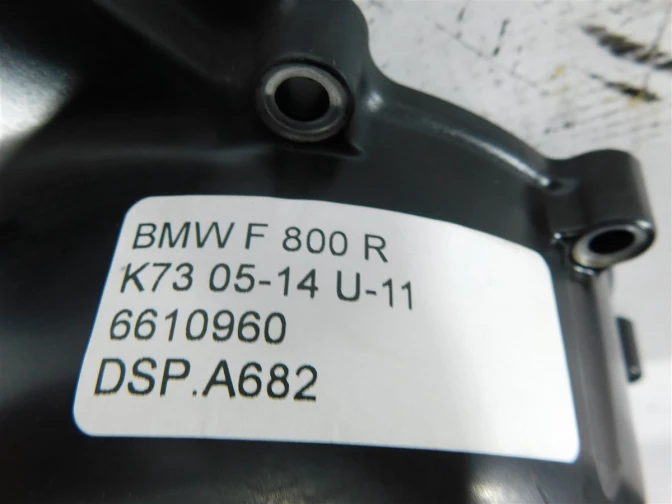 BMW F 800 R
K73 05-14 U-11
6610960
DSP.A682